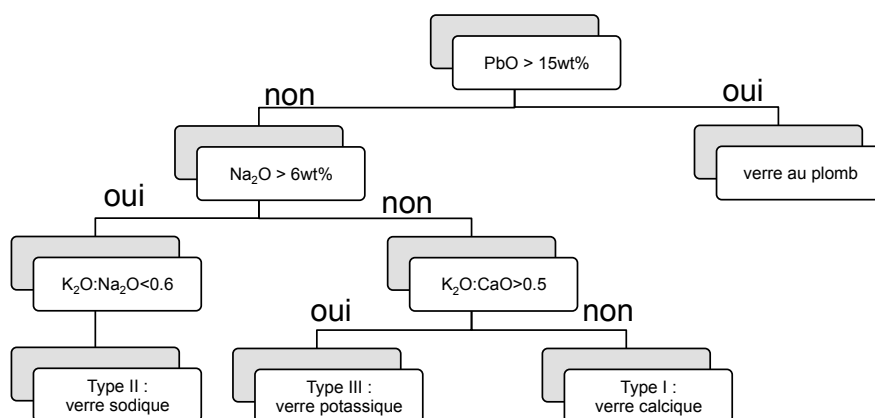 PbO > 15wt%
non
oui
Na₂O > 6wt%
verre au plomb
oui
non
K₂O:Na₂O<0.6
K₂O:CaO>0.5
oui
non
Type II :
verre sodique
Type III :
verre potassique
Type I :
verre calcique